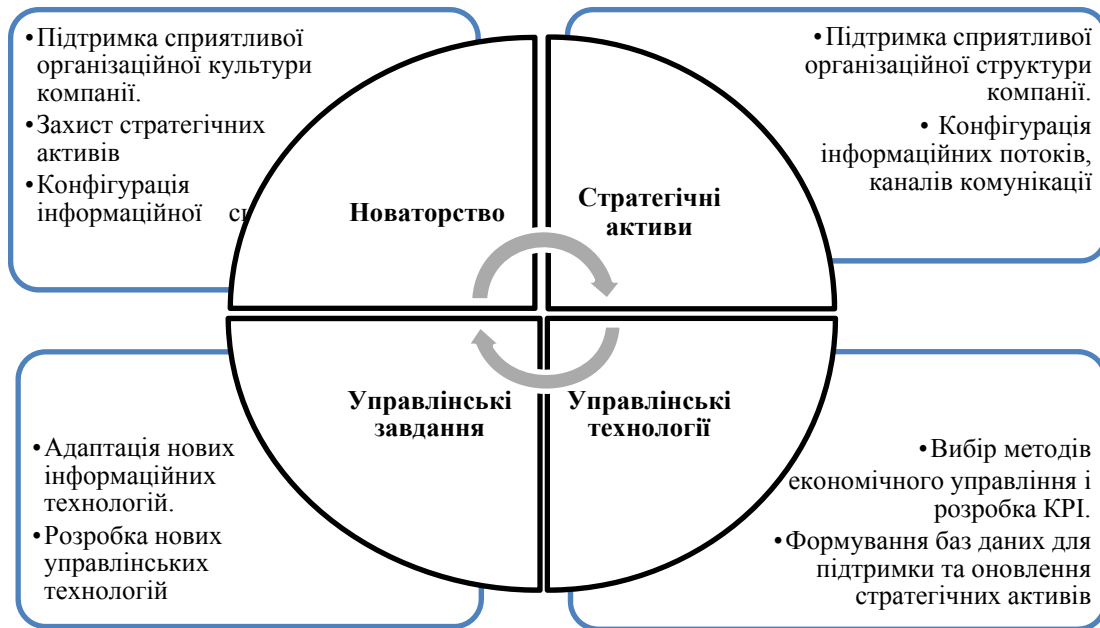 •Підтримка сприятливої
організаційної культури
компанії.
•Захист стратегічних
активів
•Конфігурація
інформаційної
•Підтримка сприятливої
організаційної структури
компанії.
• Конфігурація
інформаційних потоків,
каналів комунікації
Новаторство
Стратегічні
активи
Управлінські
завдання
Управлінські
технології
•Адаптація нових
інформаційних
технологій.
•Розробка нових
управлінських
технологій
•Вибір методів
економічного управління і
розробка КРІ.
•Формування баз даних для
підтримки та оновлення
стратегічних активів